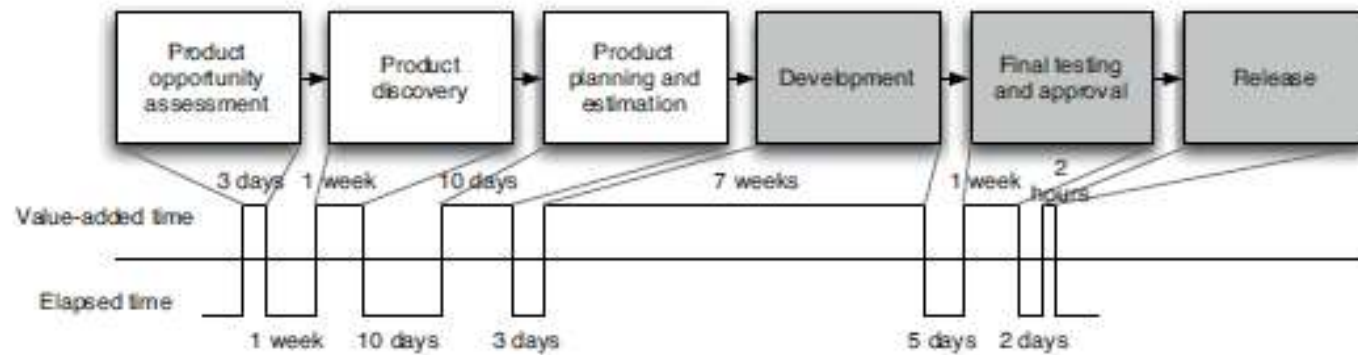 Product
opportunity
assessment
Product
discovery
Product
planning and
estimation
Development
Final testing
and approval
Release
3 days
1 week
10 days
7 weeks
1 week
2
hours
Value-added time
Elapsed time
1 week
10 days
3 days
5 days
2 days